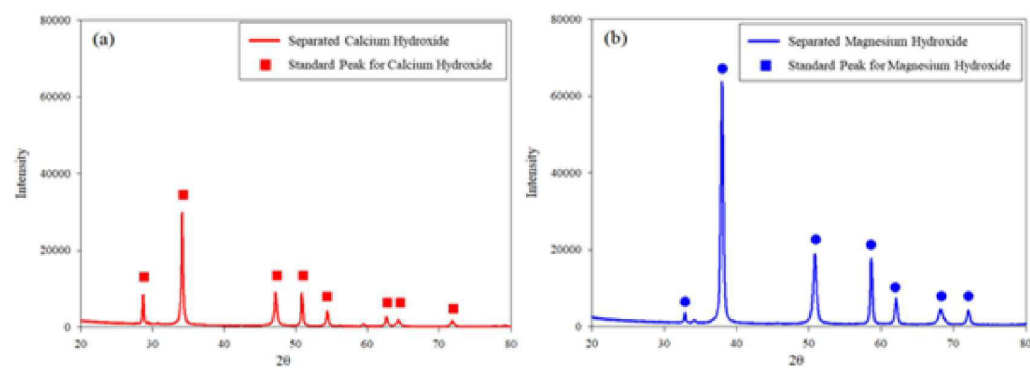 (a)
Separated Calcium Hydroxide
Standard Peak for Calcium Hydroxide
Intensity
80000
60000
40000
20000
0
20 30 40 50 60 70 80
2θ
(b)
Separated Magnesium Hydroxide
Standard Peak for Magnesium Hydroxide
Intensity
80000
60000
40000
20000
0
20 30 40 50 60 70 80
2θ